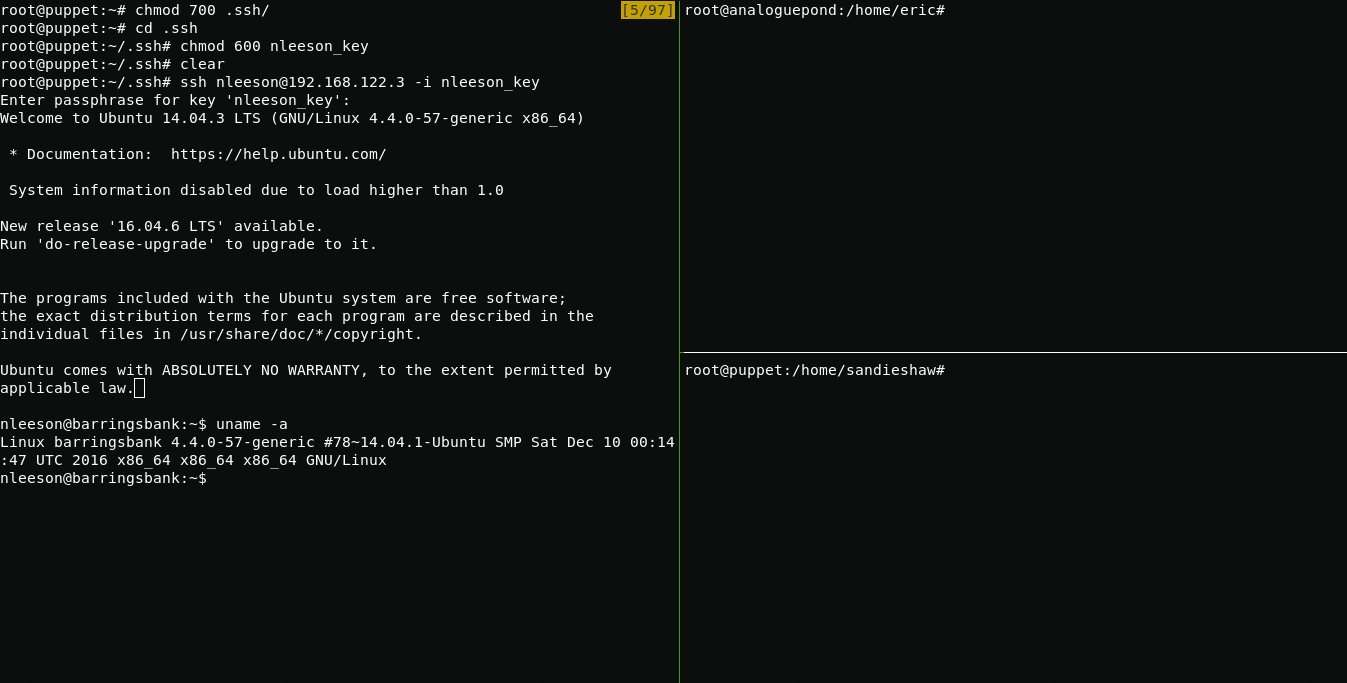 root@puppet:~# chmod 700 .ssh/
[5/97]
root@puppet:~# cd .ssh
root@puppet:~/.ssh# chmod 600 nleeson_key
root@puppet:~/.ssh# clear
root@puppet:~/.ssh# ssh nleeson@192.168.122.3 -i nleeson_key
Enter passphrase for key 'nleeson_key':
Welcome to Ubuntu 14.04.3 LTS (GNU/Linux 4.4.0-57-generic x86_64)
 * Documentation:  https://help.ubuntu.com/
 System information disabled due to load higher than 1.0
New release '16.04.6 LTS' available.
Run 'do-release-upgrade' to upgrade to it.
The programs included with the Ubuntu system are free software;
the exact distribution terms for each program are described in the
individual files in /usr/share/doc/*/copyright.
Ubuntu comes with ABSOLUTELY NO WARRANTY, to the extent permitted by
applicable law.
nleeson@barringsbank:~$ uname -a
Linux barringsbank 4.4.0-57-generic #78~14.04.1-Ubuntu SMP Sat Dec 10 00:14
:47 UTC 2016 x86_64 x86_64 x86_64 GNU/Linux
nleeson@barringsbank:~$
root@analoguepond:/home/eric#
root@puppet:/home/sandieshaw#